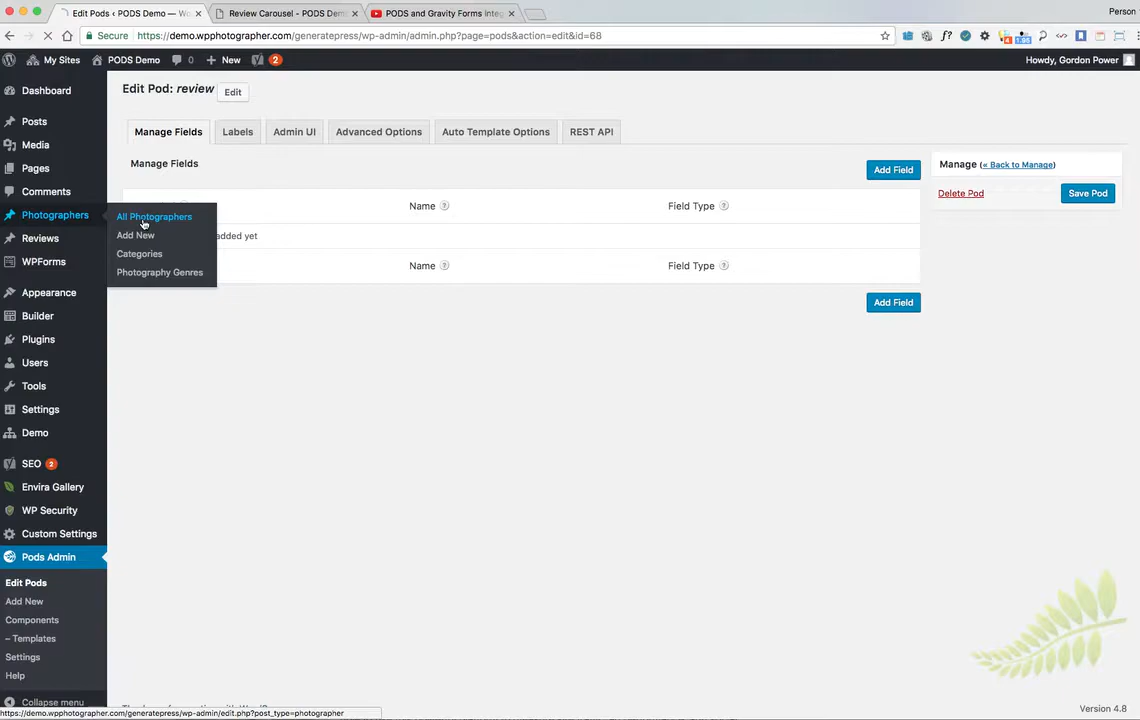 Edit Pods ‹ PODS Demo — Wo
Review Carousel - PODS Dem
PODS and Gravity Forms Integ
Person
Secure
https://demo.wpphotographer.com/generatepress/wp-admin/admin.php?page=pods&action=edit&id=68
f?
4
1.95
My Sites
PODS Demo
0
New
2
Howdy, Gordon Power
Dashboard
Posts
Media
Pages
Comments
Photographers
Reviews
WPForms
Appearance
Builder
Plugins
Users
Tools
Settings
Demo
SEO 2
Envira Gallery
WP Security
Custom Settings
Pods Admin
Edit Pods
Add New
Components
– Templates
Settings
Help
Collapse menu
All Photographers
Add New
Categories
Photography Genres
Edit Pod: review
Edit
Manage Fields
Labels
Admin UI
Advanced Options
Auto Template Options
REST API
Manage Fields
Add Field
Name ?
Field Type ?
added yet
Name ?
Field Type ?
Add Field
Manage (« Back to Manage)
Delete Pod
Save Pod
https://demo.wpphotographer.com/generatepress/wp-admin/edit.php?post_type=photographer
Version 4.8